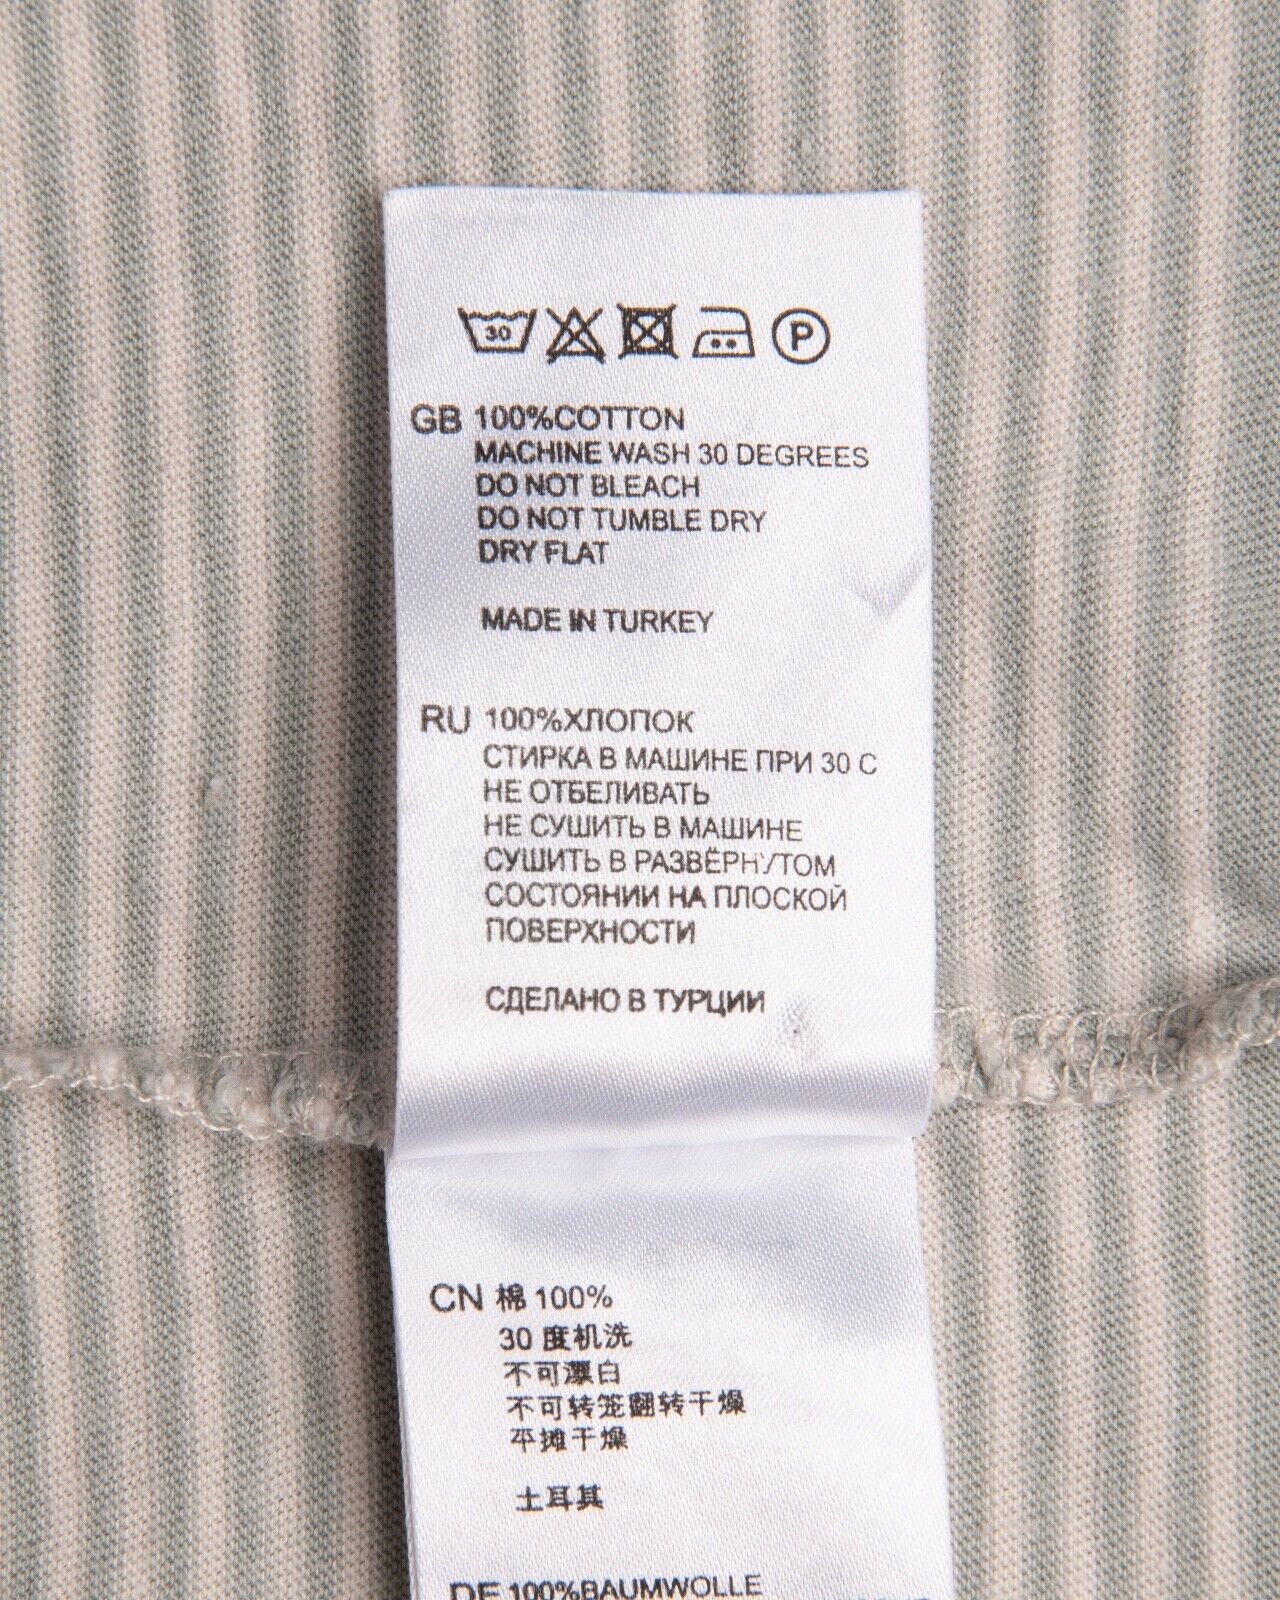 30
P
GB 100%COTTON
MACHINE WASH 30 DEGREES
DO NOT BLEACH
DO NOT TUMBLE DRY
DRY FLAT
MADE IN TURKEY
RU 100%ХЛОПОК
СТИРКА В МАШИНЕ ПРИ 30 С
НЕ ОТБЕЛИВАТЬ
НЕ СУШИТЬ В МАШИНЕ
СУШИТЬ В РАЗВЁРНУТОМ
СОСТОЯНИИ НА ПЛОСКОЙ
ПОВЕРХНОСТИ
СДЕЛАНО В ТУРЦИИ
CN 棉 100%
30 度机洗
不可漂白
不可转笼翻转干燥
平摊干燥
土耳其
DE 100%BAUMWOLLE